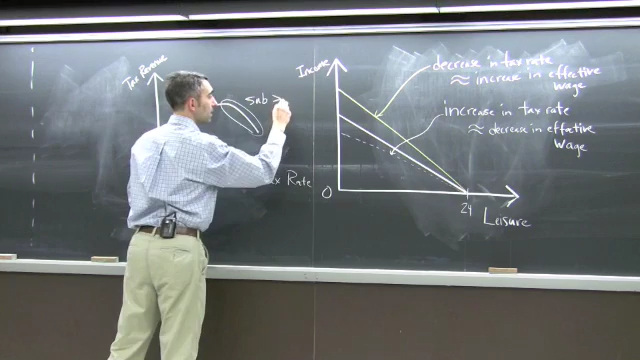 Tax Revenue
sub >
Rate
Income
decrease in tax rate
≈ increase in effective
wage
increase in tax rate
≈ decrease in effective
wage
0
24
Leisure